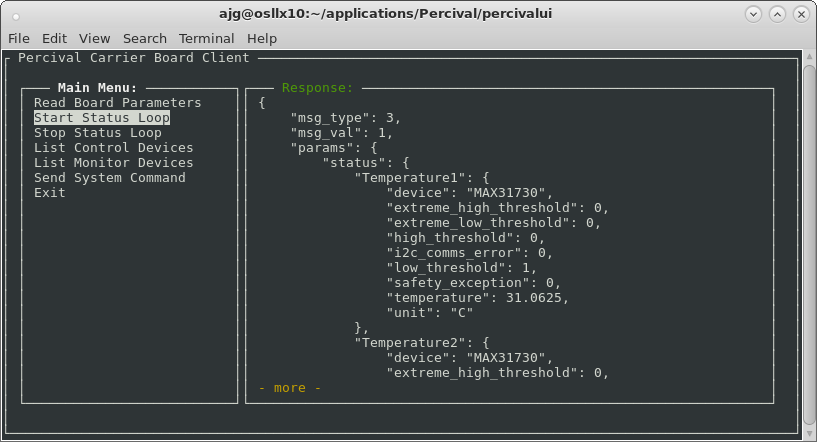 ajg@osllx10:~/applications/Percival/percivalui
File Edit View Search Terminal Help
Percival Carrier Board Client
Main Menu:
Read Board Parameters
Start Status Loop
Stop Status Loop
List Control Devices
List Monitor Devices
Send System Command
Exit
Response:
{
    "msg_type": 3,
    "msg_val": 1,
    "params": {
        "status": {
            "Temperature1": {
                "device": "MAX31730",
                "extreme_high_threshold": 0,
                "extreme_low_threshold": 0,
                "high_threshold": 0,
                "i2c_comms_error": 0,
                "low_threshold": 1,
                "safety_exception": 0,
                "temperature": 31.0625,
                "unit": "C"
            },
            "Temperature2": {
                "device": "MAX31730",
                "extreme_high_threshold": 0,
- more -